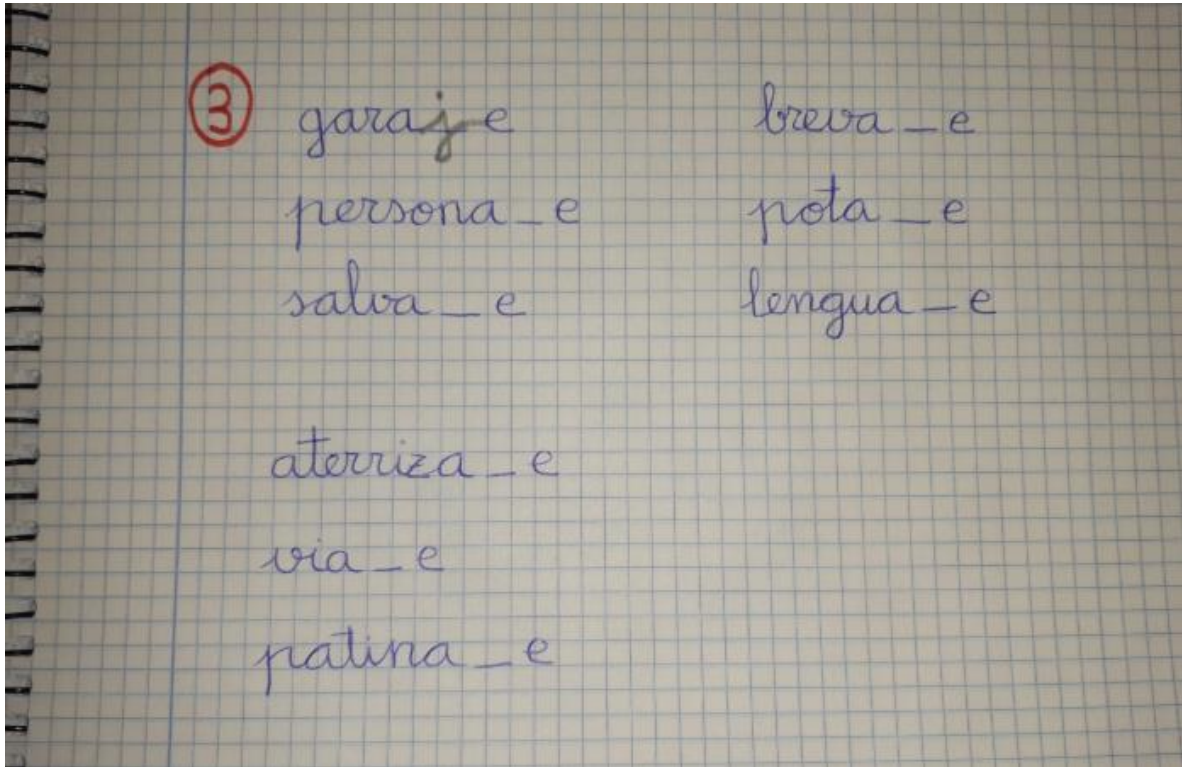 3 garaje breva_e
persona_e pota_e
salva_e lengua_e
aterriza_e
via_e
patina_e